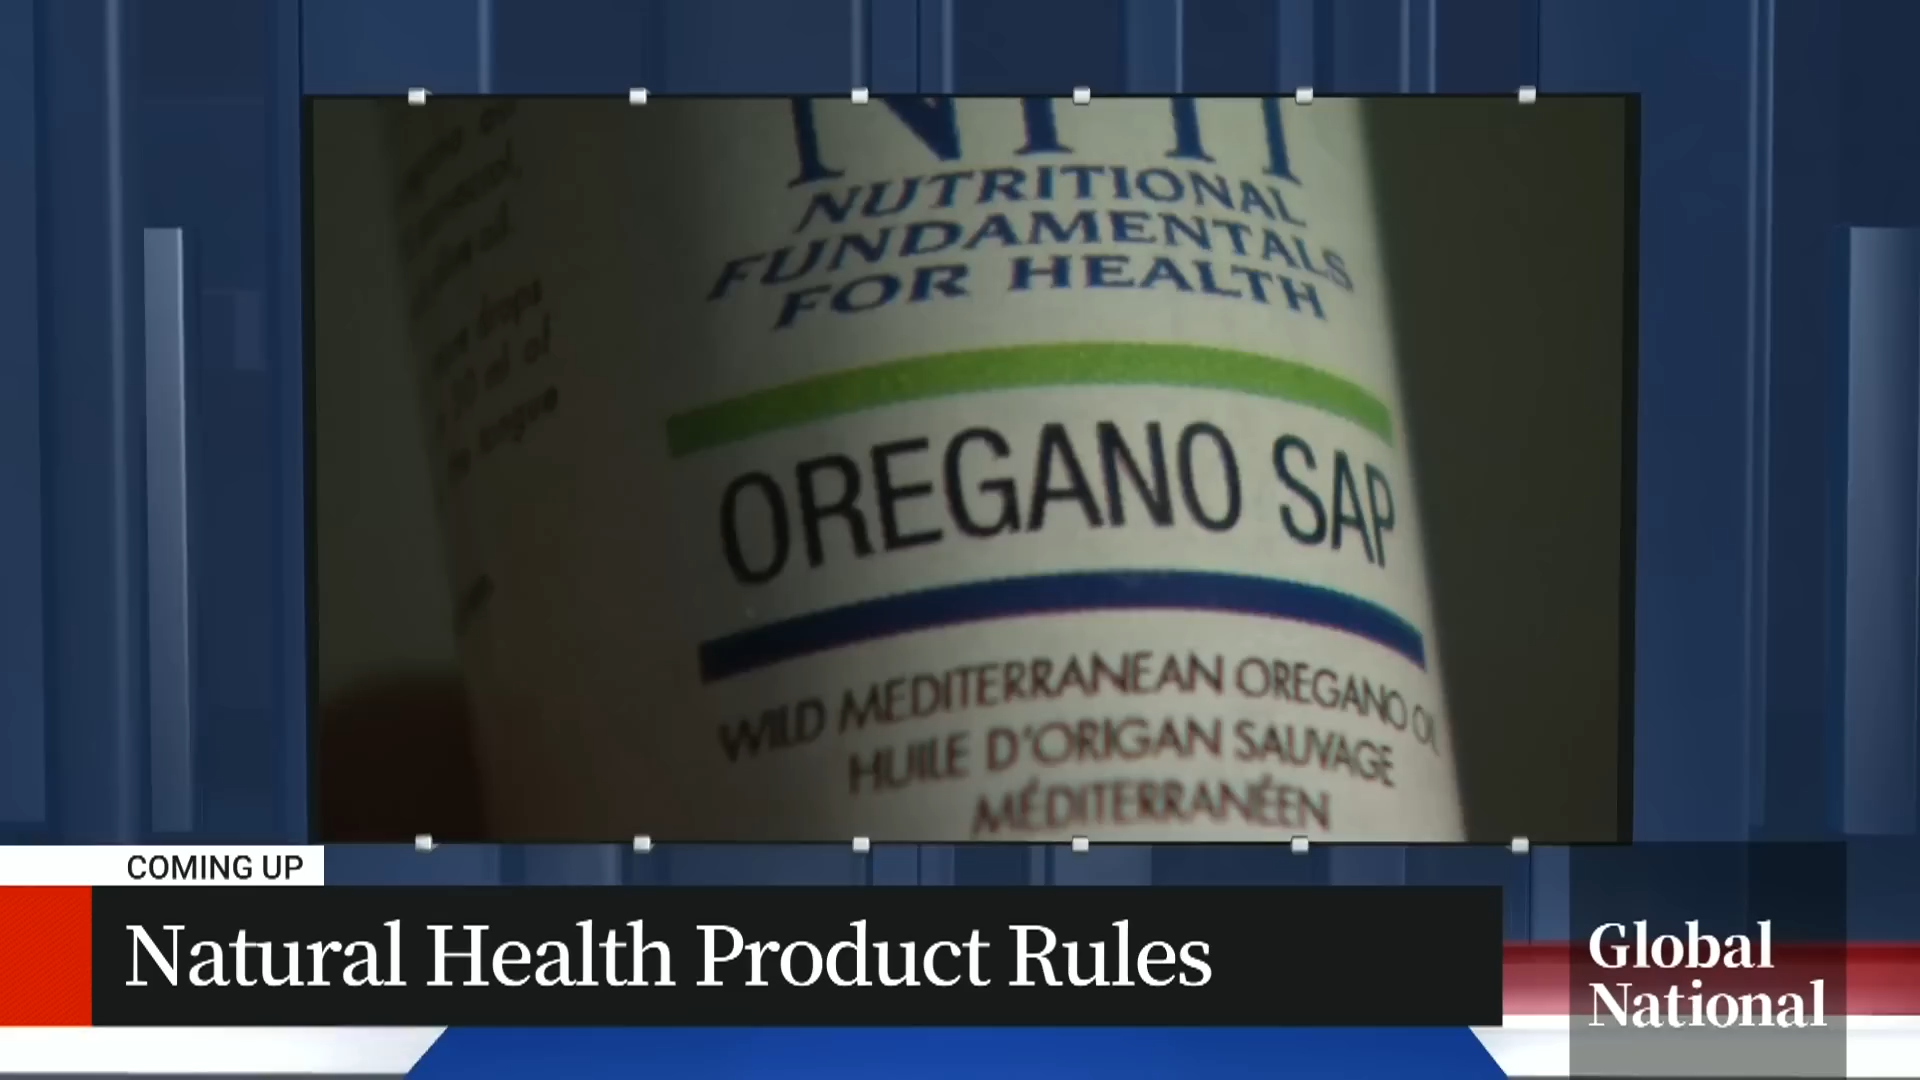 NFH
NUTRITIONAL
FUNDAMENTALS
FOR HEALTH
OREGANO SAP
WILD MEDITERRANEAN OREGANO
HUILE D'ORIGAN SAUVAGE
MÉDITERRANÉEN
COMING UP
Natural Health Product Rules
Global
National